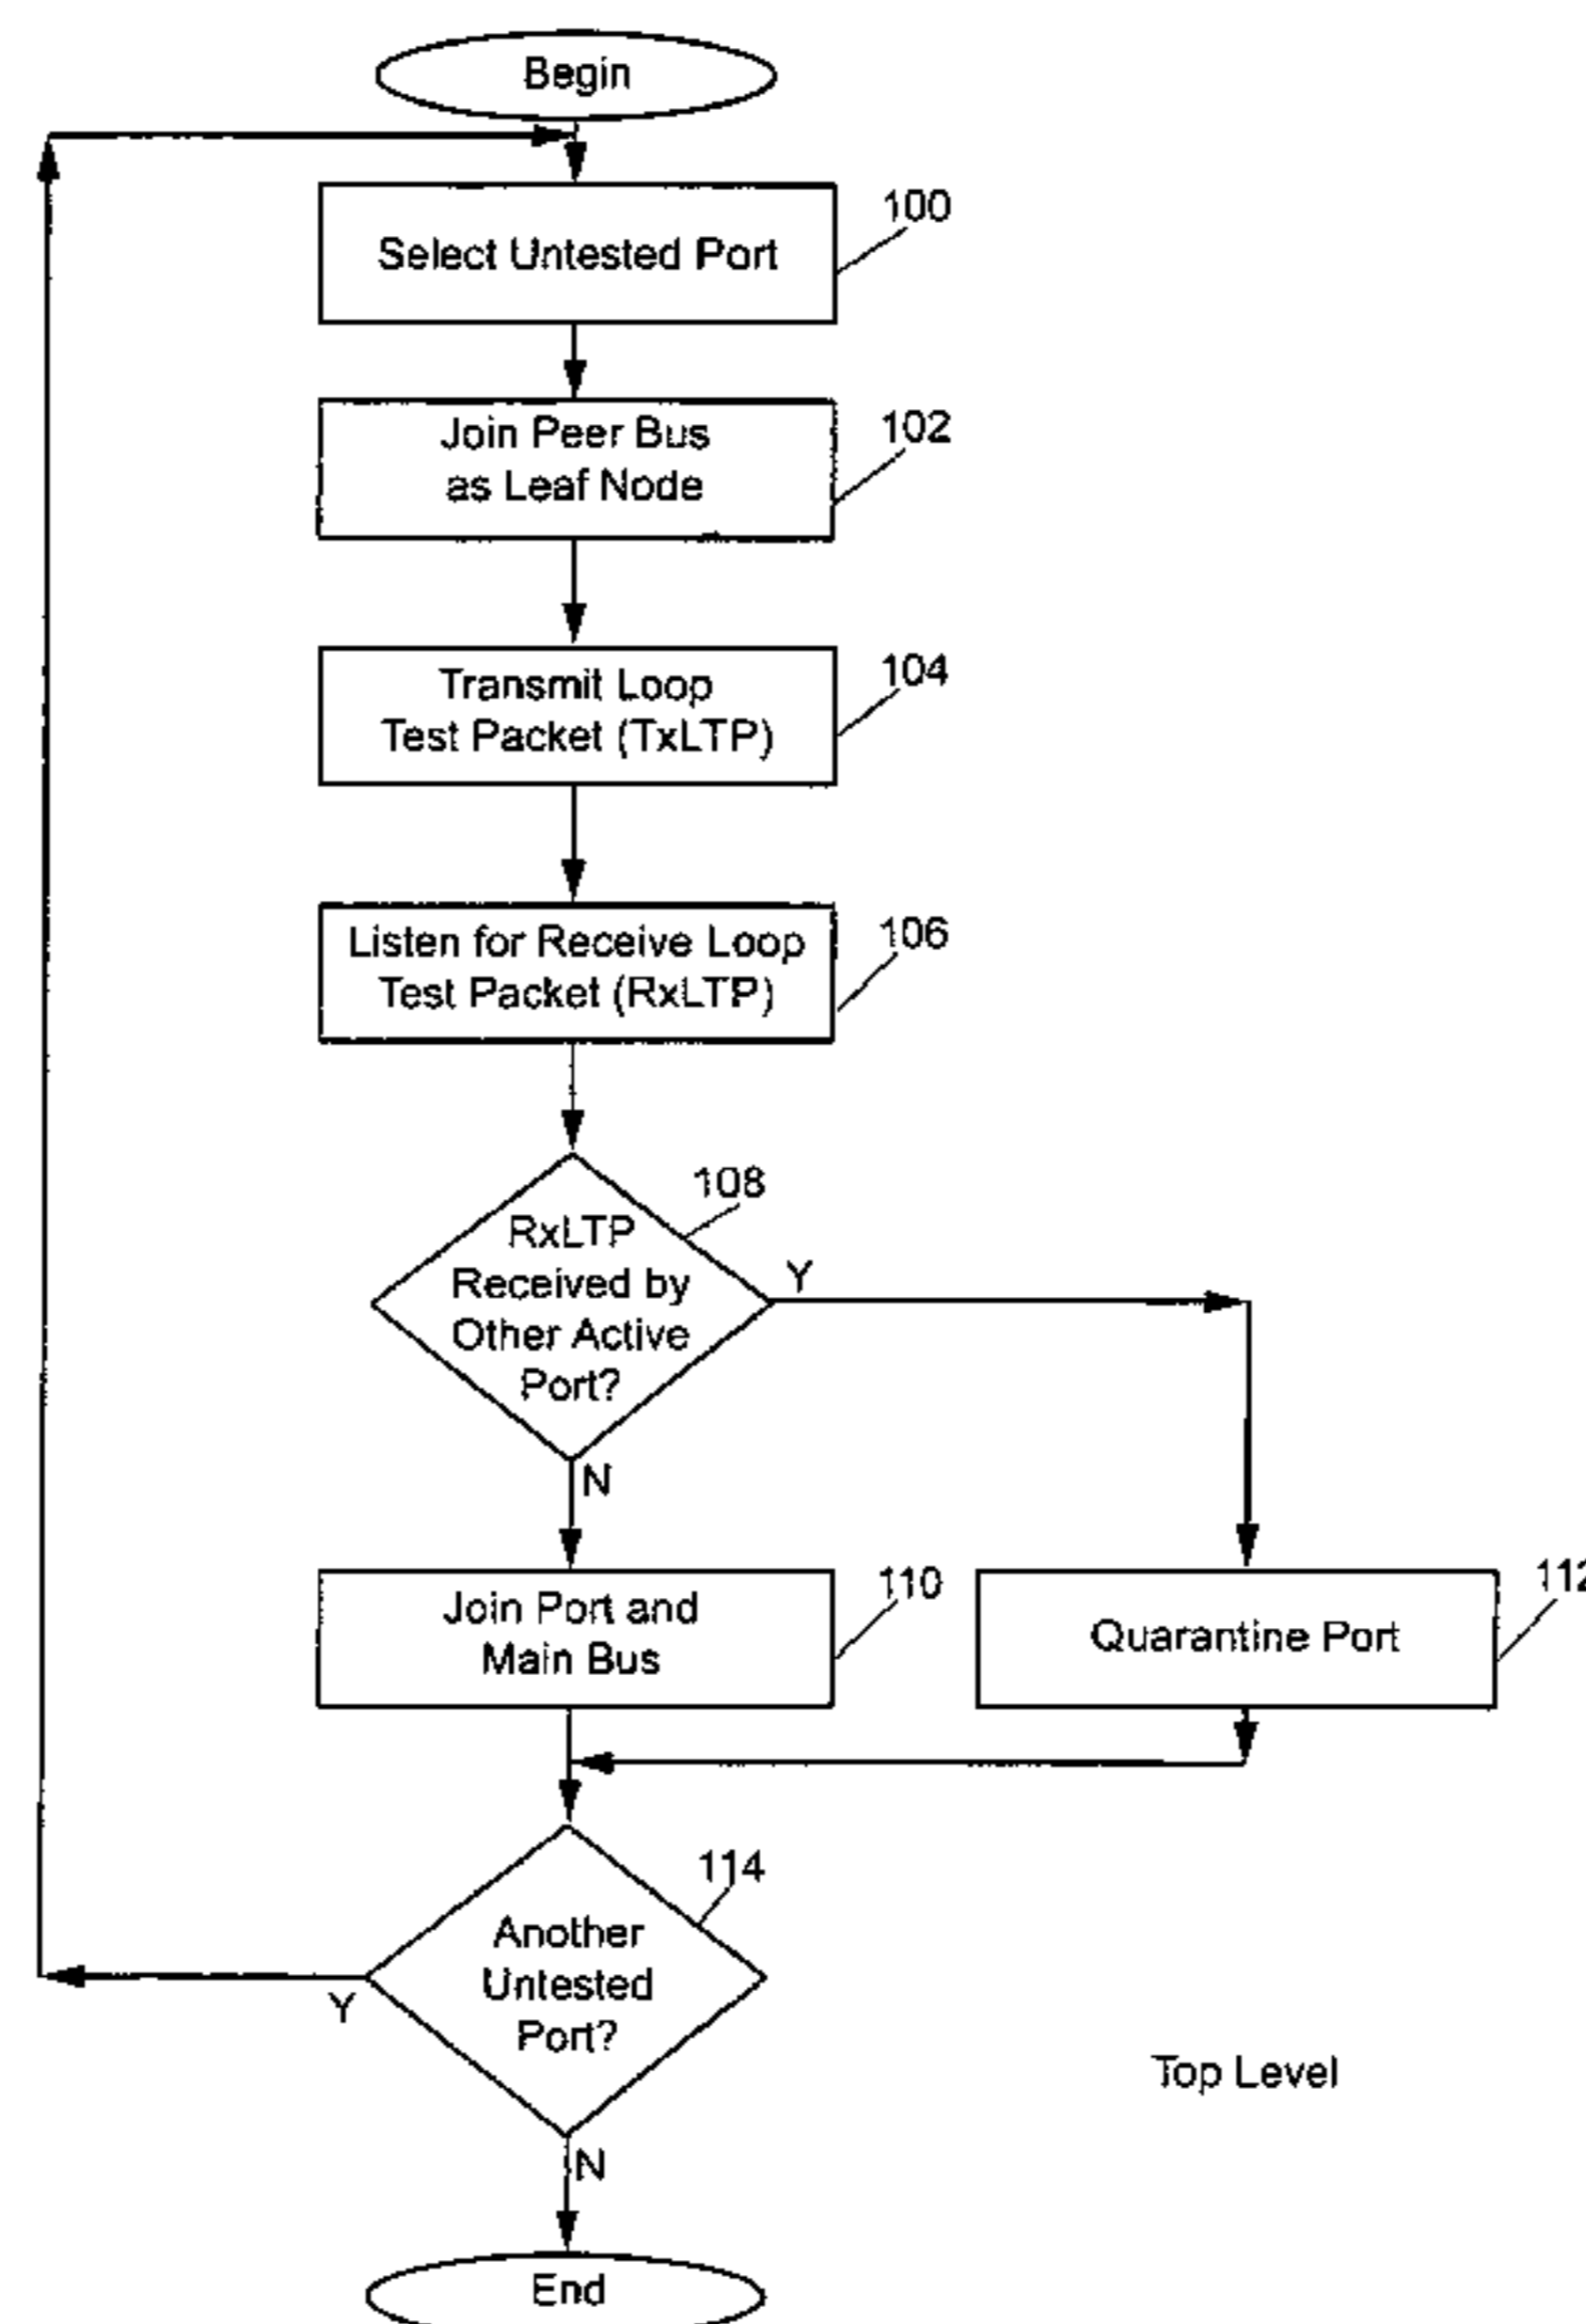 Begin
Select Untested Port
100
Join Peer Bus
as Leaf Node
102
Transmit Loop
Test Packet (TxLTP)
104
Listen for Receive Loop
Test Packet (RxLTP)
106
RxLTP
Received by
Other Active
Port?
108
Y
N
Join Port and
Main Bus
110
Quarantine Port
112
Another
Untested
Port?
114
Y
N
Top Level
End